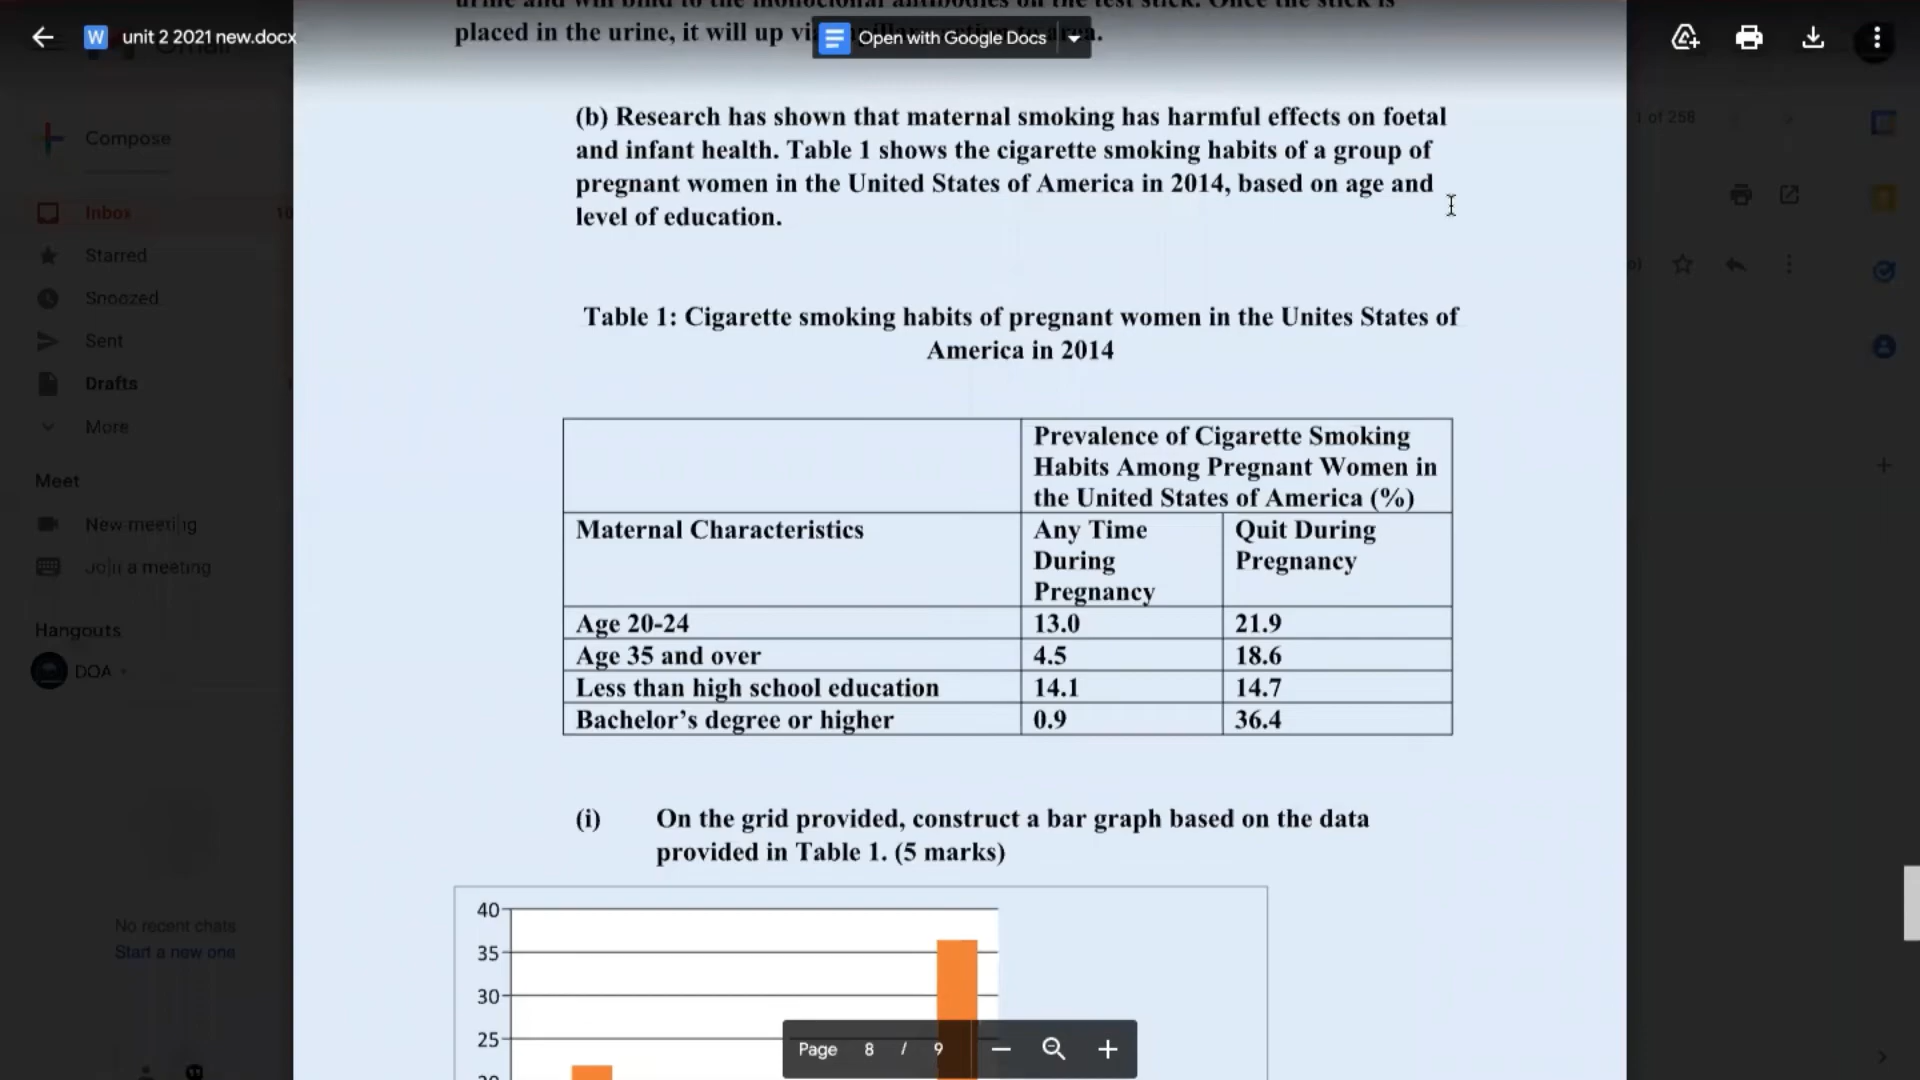 unit 2 2021 new.docx
Open with Google Docs
placed in the urine, it will up
(b) Research has shown that maternal smoking has harmful effects on foetal
and infant health. Table 1 shows the cigarette smoking habits of a group of
pregnant women in the United States of America in 2014, based on age and
level of education.
Table 1: Cigarette smoking habits of pregnant women in the Unites States of
America in 2014
Prevalence of Cigarette Smoking
Habits Among Pregnant Women in
the United States of America (%)
Maternal Characteristics
Any Time
During
Pregnancy
Quit During
Pregnancy
Age 20-24 13.0 21.9
Age 35 and over 4.5 18.6
Less than high school education 14.1 14.7
Bachelor's degree or higher 0.9 36.4
(i) On the grid provided, construct a bar graph based on the data
provided in Table 1. (5 marks)
40
35
30
25
Page 8 / 9
Compose
Inbox
Starred
Snoozed
Sent
Drafts
More
Meet
New meeting
Join a meeting
Hangouts
DOA
No recent chats
Start a new one
1 of 258